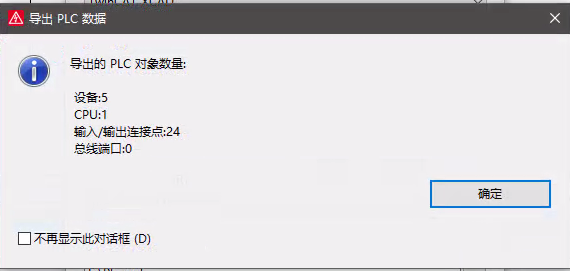 导出 PLC 数据
导出的 PLC 对象数量:
设备:5
CPU:1
输入/输出连接点:24
总线端口:0
确定
不再显示此对话框 (D)